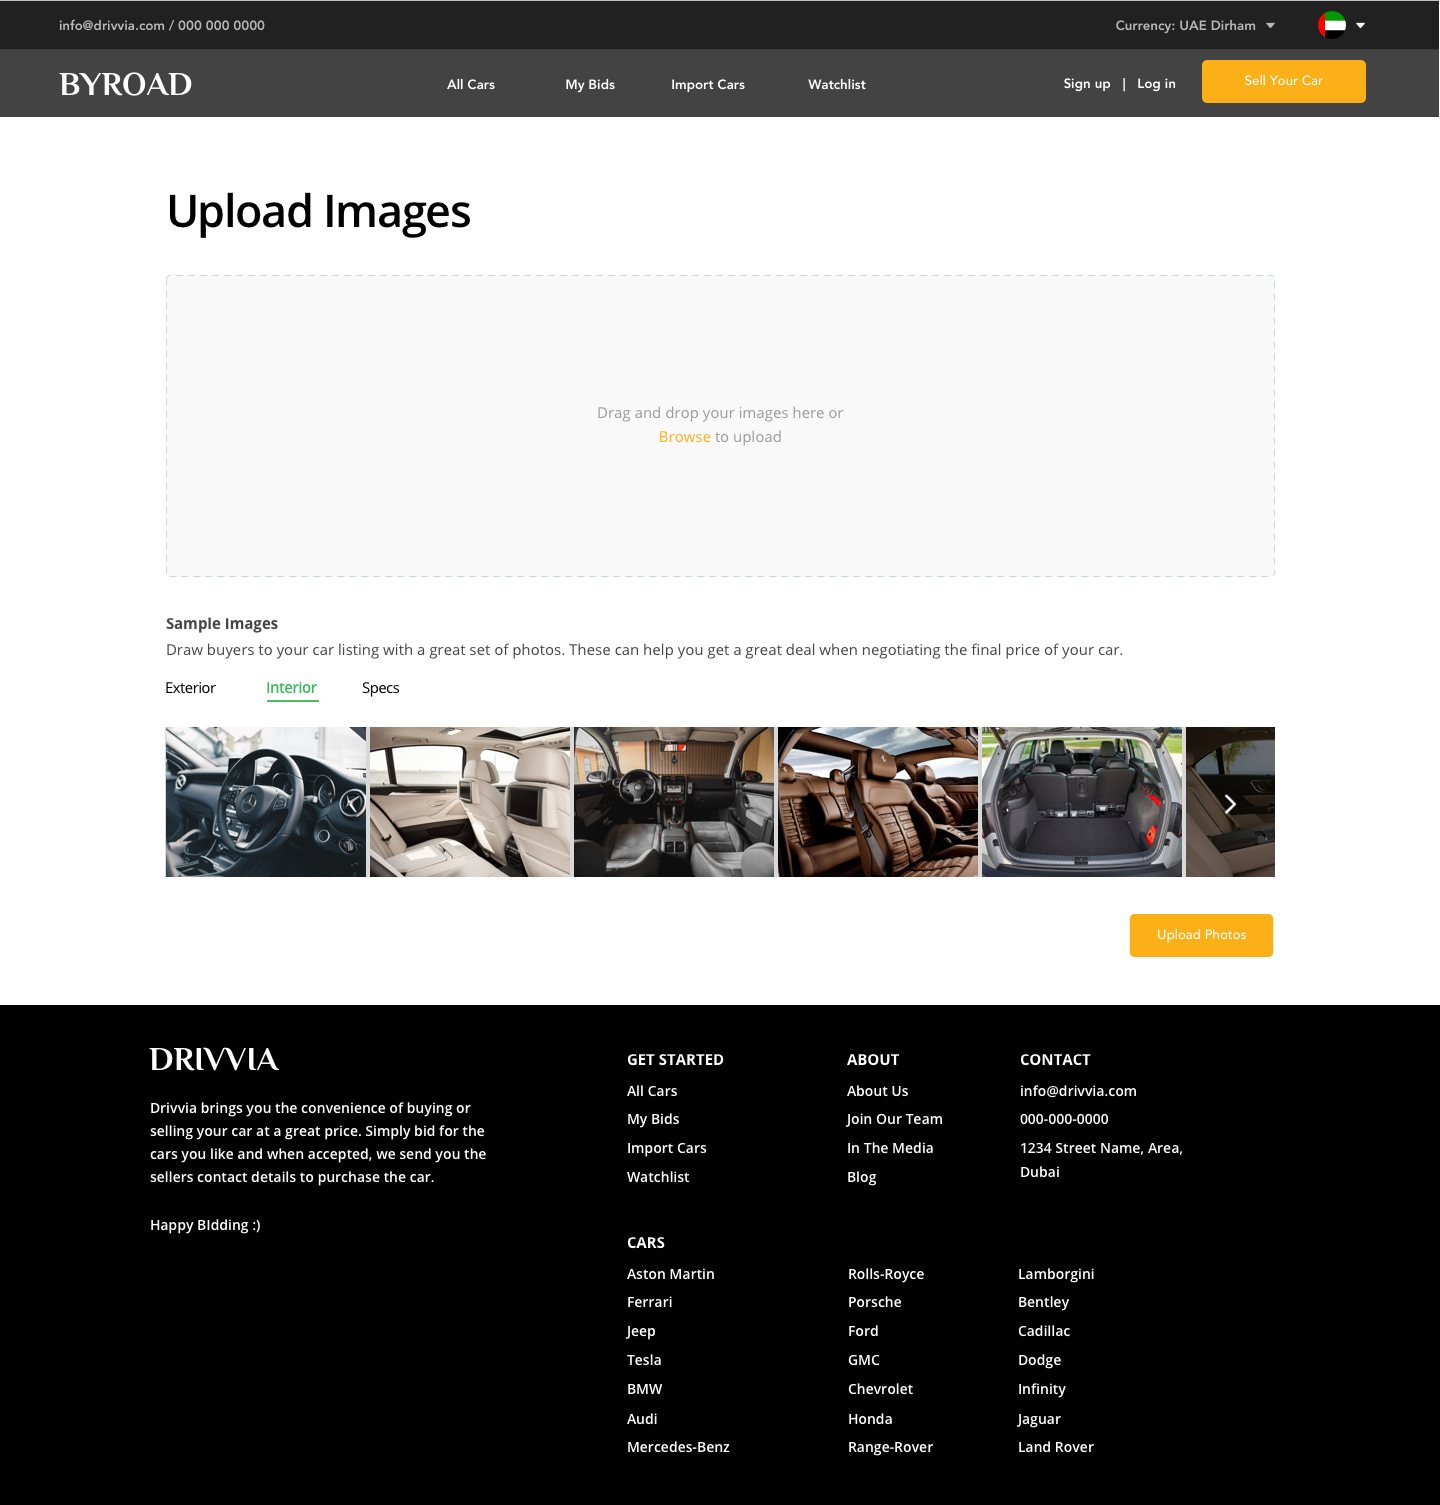 info@drivvia.com / 000 000 0000
Currency: UAE Dirham
BYROAD
All Cars
My Bids
Import Cars
Watchlist
Sign up | Log in
Sell Your Car
Upload Images
Drag and drop your images here or
Browse to upload
Sample Images
Draw buyers to your car listing with a great set of photos. These can help you get a great deal when negotiating the final price of your car.
Exterior
Interior
Specs
Upload Photos
DRIVVIA
Drivvia brings you the convenience of buying or
selling your car at a great price. Simply bid for the
cars you like and when accepted, we send you the
sellers contact details to purchase the car.
Happy BIdding :)
GET STARTED
All Cars
My Bids
Import Cars
Watchlist
ABOUT
About Us
Join Our Team
In The Media
Blog
CONTACT
info@drivvia.com
000-000-0000
1234 Street Name, Area,
Dubai
CARS
Aston Martin
Ferrari
Jeep
Tesla
BMW
Audi
Mercedes-Benz
Rolls-Royce
Porsche
Ford
GMC
Chevrolet
Honda
Range-Rover
Lamborgini
Bentley
Cadillac
Dodge
Infinity
Jaguar
Land Rover